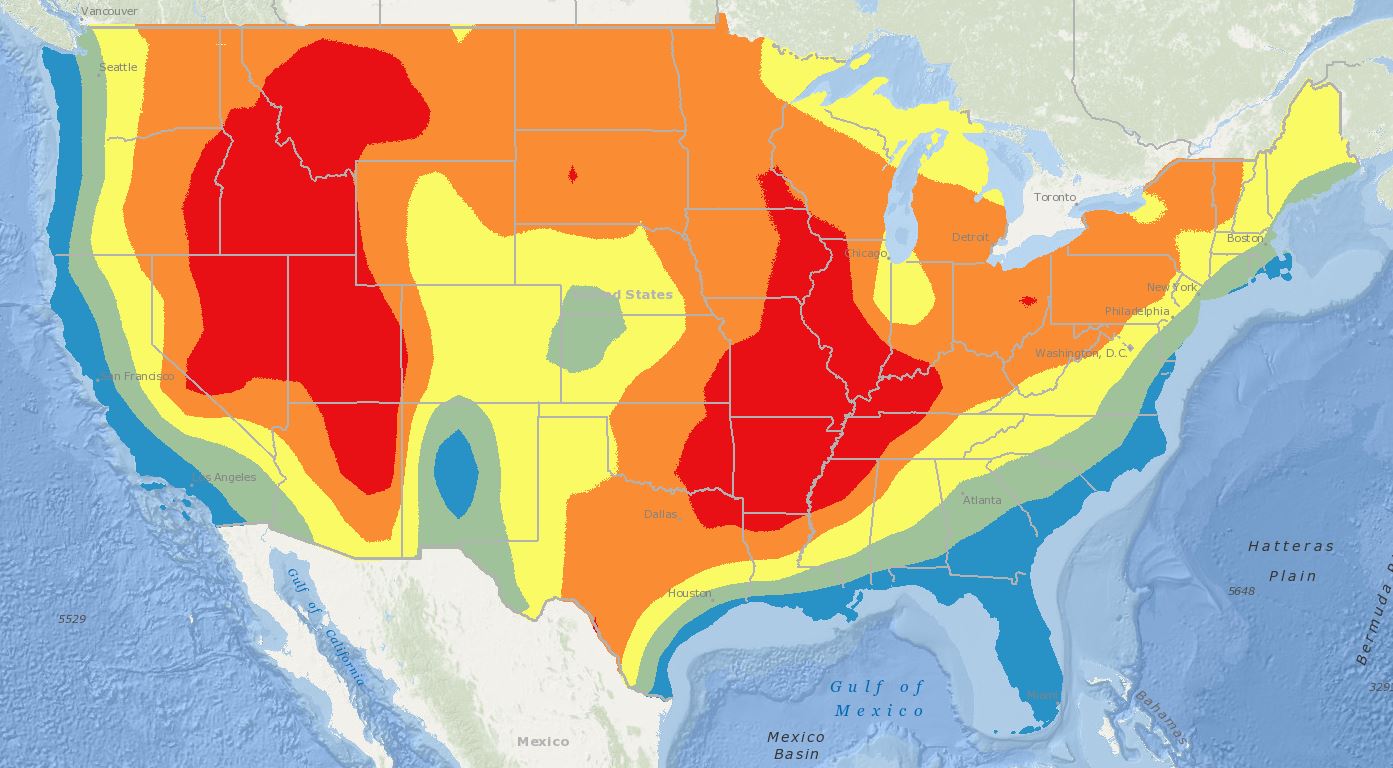 Vancouver
Seattle
Toronto
Detroit
Boston
Chicago
New York
United States
Philadelphia
Washington, D.C.
San Francisco
Los Angeles
Atlanta
Dallas
Houston
Hatteras
Plain
5648
5529
Gulf of
California
Gulf of
Mexico
Miami
Bahamas
Mexico
Mexico
Basin
Bermuda
329